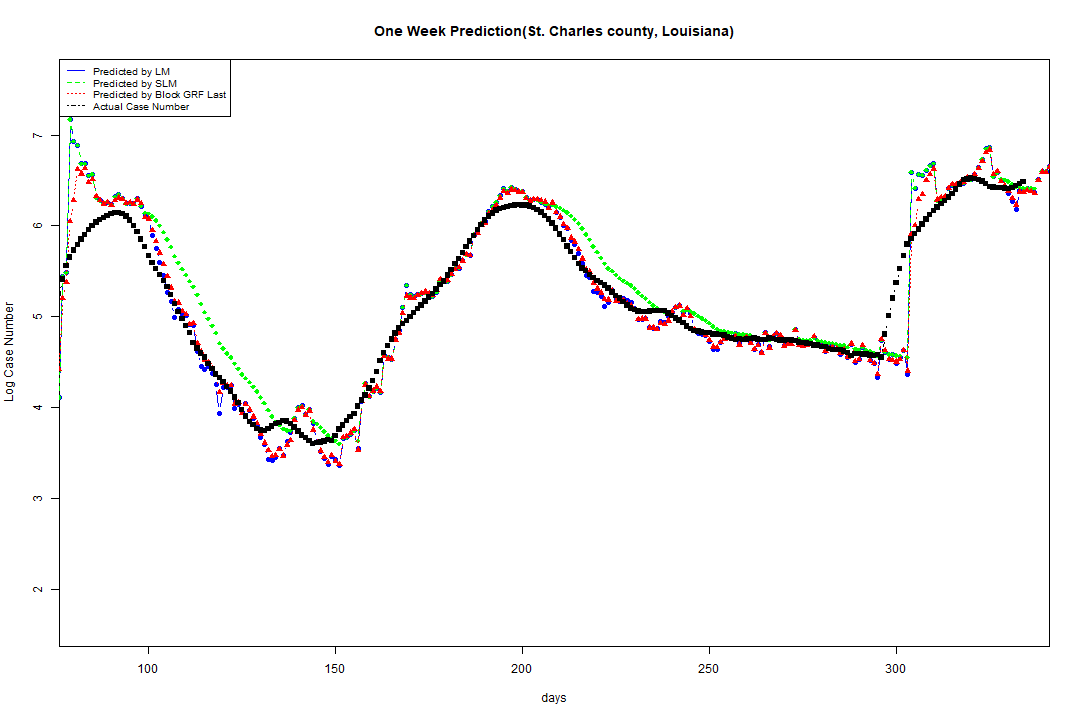 One Week Prediction(St. Charles county, Louisiana)
Predicted by LM
Predicted by SLM
Predicted by Block GRF Last
Actual Case Number
Log Case Number
7
6
5
4
3
2
100 150 200 250 300
days